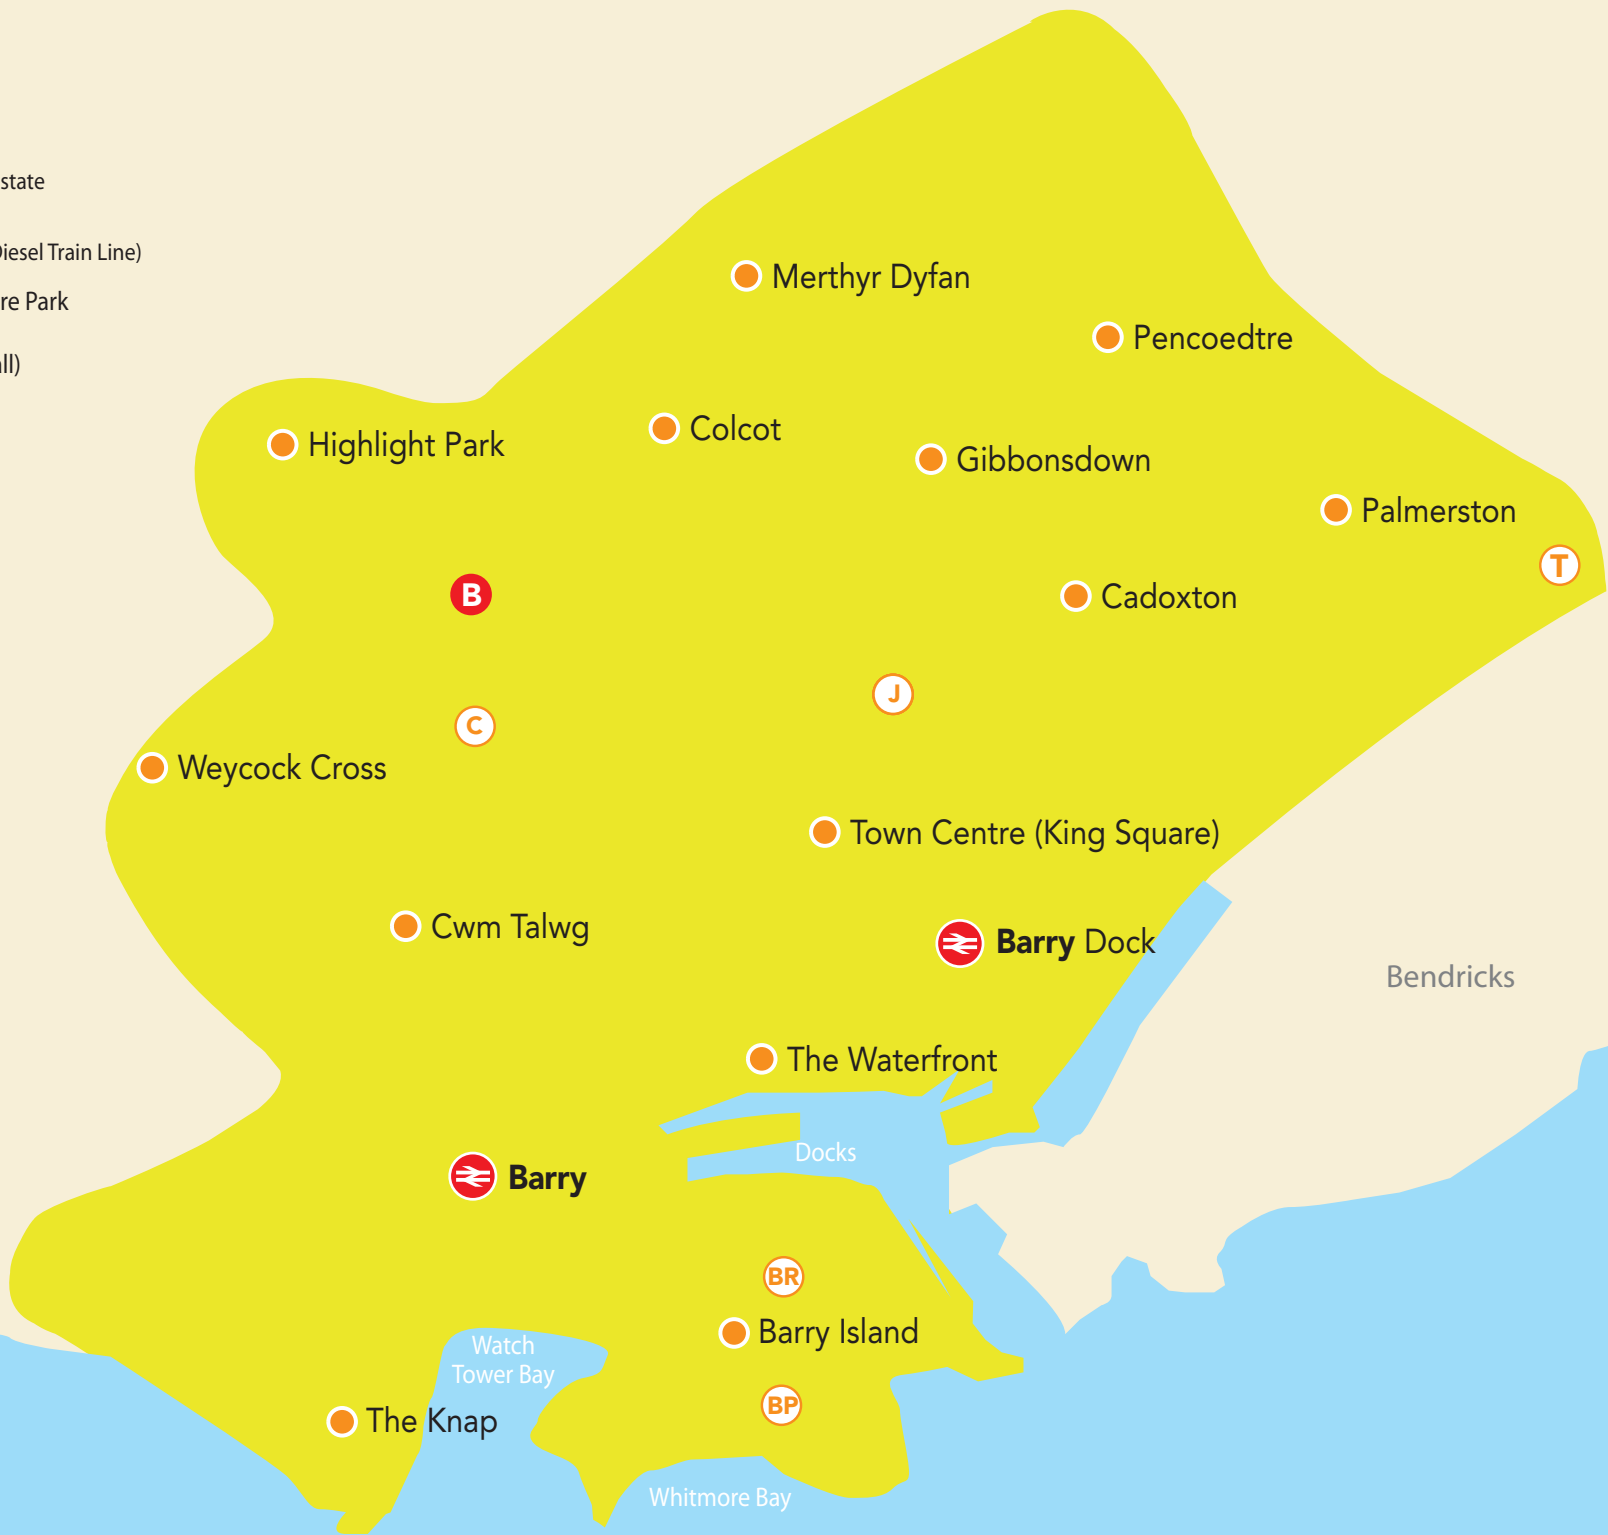 state
Diesel Train Line)
re Park
all)
Merthyr Dyfan
Pencoedtre
Colcot
Highlight Park
Gibbonsdown
Palmerston
T
B
Cadoxton
J
C
Weycock Cross
Town Centre (King Square)
Cwm Talwg
Barry Dock
Bendricks
The Waterfront
Docks
Barry
BR
Barry Island
Watch
Tower Bay
BP
The Knap
Whitmore Bay